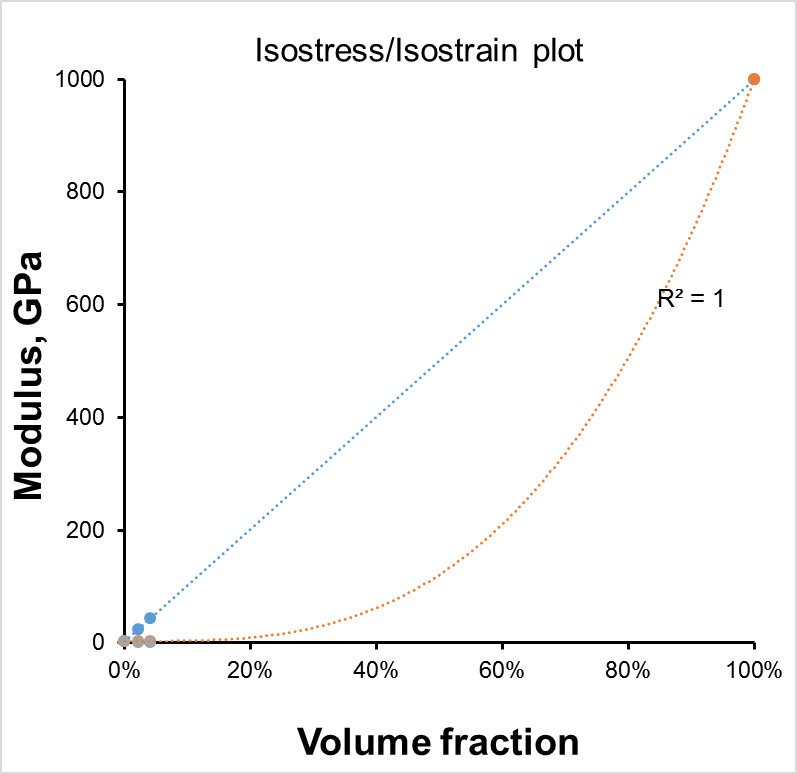 Isostress/Isostrain plot
1000
800
600
400
200
0
R² = 1
0% 20% 40% 60% 80% 100%
Modulus, GPa
Volume fraction